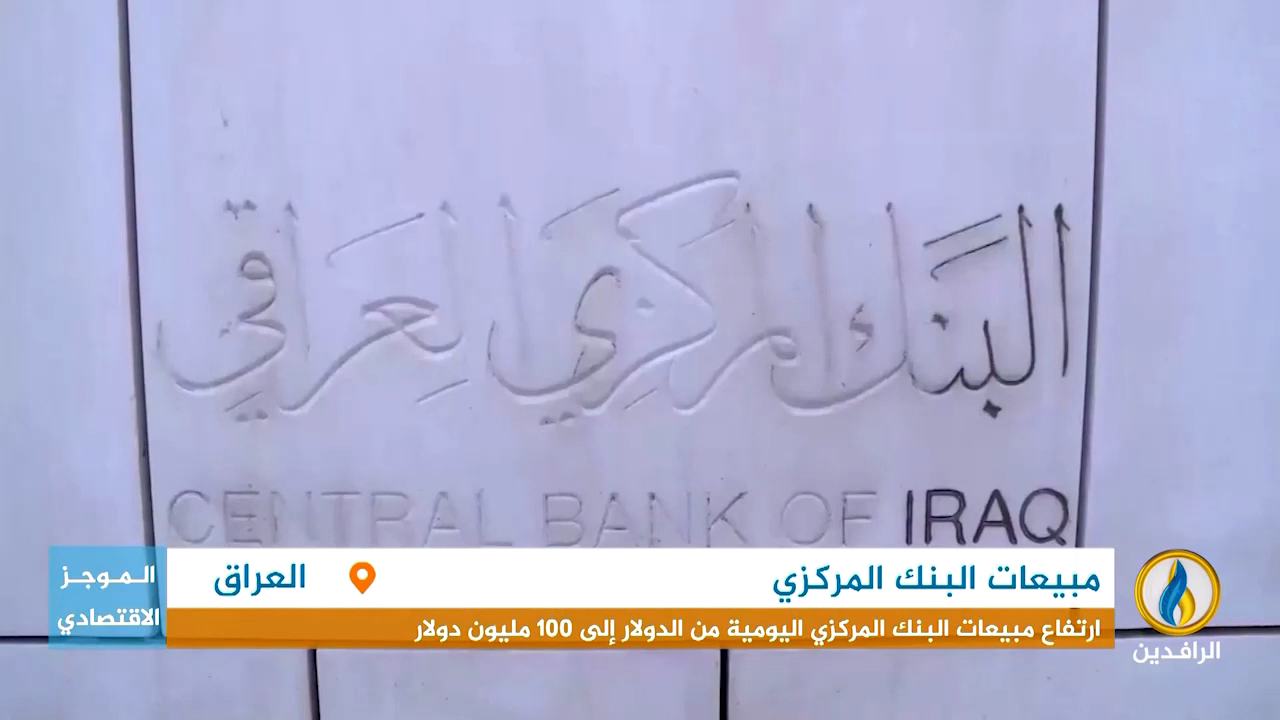 البنك المركزي العراقي
CENTRAL BANK OF IRAQ
مبيعات البنك المركزي
العراق
ارتفاع مبيعات البنك المركزي اليومية من الدولار إلى 100 مليون دولار
الموجز
الاقتصادي
الرافدين